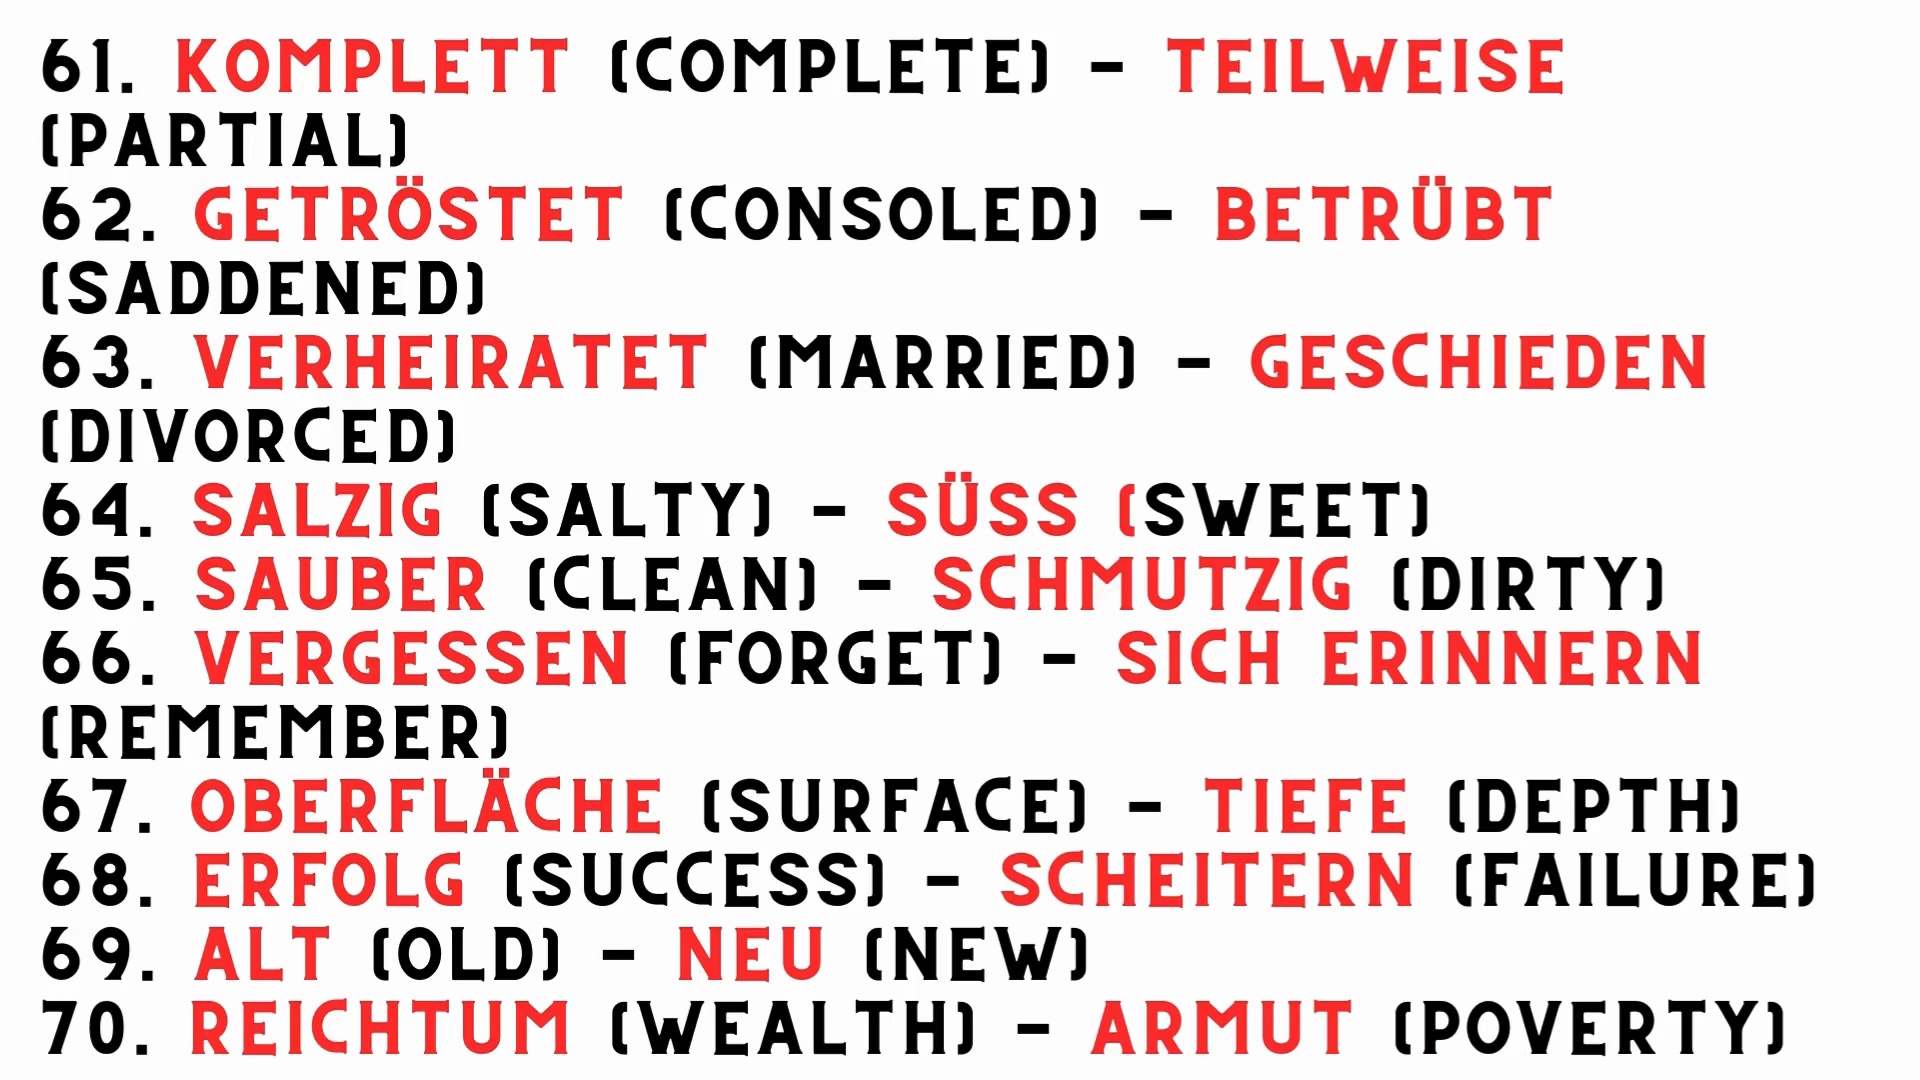 61. KOMPLETT (COMPLETE) – TEILWEISE
(PARTIAL)
62. GETRÖSTET (CONSOLED) – BETRÜBT
(SADDENED)
63. VERHEIRATET (MARRIED) – GESCHIEDEN
(DIVORCED)
64. SALZIG (SALTY) – SÜSS (SWEET)
65. SAUBER (CLEAN) – SCHMUTZIG (DIRTY)
66. VERGESSEN (FORGET) – SICH ERINNERN
(REMEMBER)
67. OBERFLÄCHE (SURFACE) – TIEFE (DEPTH)
68. ERFOLG (SUCCESS) – SCHEITERN (FAILURE)
69. ALT (OLD) – NEU (NEW)
70. REICHTUM (WEALTH) – ARMUT (POVERTY)